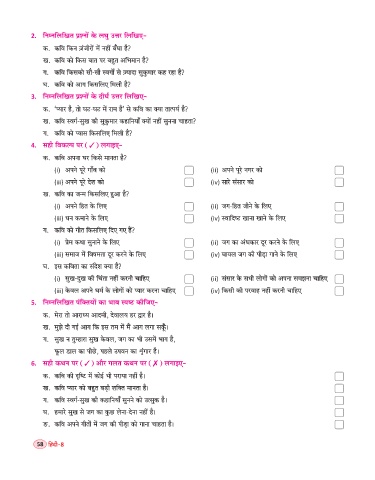 2. निम्नलिखित प्रश्नों के लघु उत्तर लिखिए–
क. कवि किन ज़ंजीरों में नहीं बँधा है?
ख. कवि को किस बात पर बहुत अभिमान है?
ग. कवि किसको सौ-सौ स्वर्गों से ज़्यादा सुकुमार कह रहा है?
घ. कवि को आग किसलिए मिली है?
3. निम्नलिखित प्रश्नों के दीर्घ उत्तर लिखिए–
क. 'प्यार है, तो घट-घट में राम है' से कवि का क्या तात्पर्य है?
ख. कवि स्वर्ग-सुख की सुकुमार कहानियाँ क्यों नहीं सुनना चाहता?
ग. कवि को प्यास किसलिए मिली है?
4. सही विकल्प पर ( ✓ ) लगाइए–
क. कवि अपना घर किसे मानता है?
(i) अपने पूरे गाँव को (ii) अपने पूरे नगर को
(iii) अपने पूरे देश को (iv) सारे संसार को
ख. कवि का जन्म किसलिए हुआ है?
(i) अपने हित के लिए (ii) जग-हित जीने के लिए
(iii) धन कमाने के लिए (iv) स्वादिष्ट खाना खाने के लिए
ग. कवि को गीत किसलिए दिए गए हैं?
(i) प्रेम कथा सुनाने के लिए (ii) जग का अंधकार दूर करने के लिए
(iii) समाज में विषमता दूर करने के लिए (iv) घायल जग की पीड़ा गाने के लिए
घ. इस कविता का संदेश क्या है?
(i) सुख-दुख की चिंता नहीं करनी चाहिए (ii) संसार के सभी लोगों को अपना समझना चाहिए
(iii) केवल अपने धर्म के लोगों को प्यार करना चाहिए (iv) किसी की परवाह नहीं करनी चाहिए
5. निम्नलिखित पंक्तियों का भाव स्पष्ट कीजिए–
क. मेरा तो आराध्य आदमी, देवालय हर द्वार है।
ख. मुझे दी गई आग कि इस तम में मैं आग लगा सकूँ।
ग. सुख न तुम्हारा सुख केवल, जग का भी उसमें भाग है,
फूल डाल का पीछे, पहले उपवन का शृंगार है।
6. सही कथन पर ( ✓ ) और गलत कथन पर ( ✗ ) लगाइए–
क. कवि की दृष्टि में कोई भी पराया नहीं है।
ख. कवि प्यार को बहुत बड़ी शक्ति मानता है।
ग. कवि स्वर्ग-सुख की कहानियाँ सुनने को उत्सुक है।
घ. हमारे सुख से जग का कुछ लेना-देना नहीं है।
ङ. कवि अपने गीतों में जग की पीड़ा को गाना चाहता है।
58 हिन्दी-8